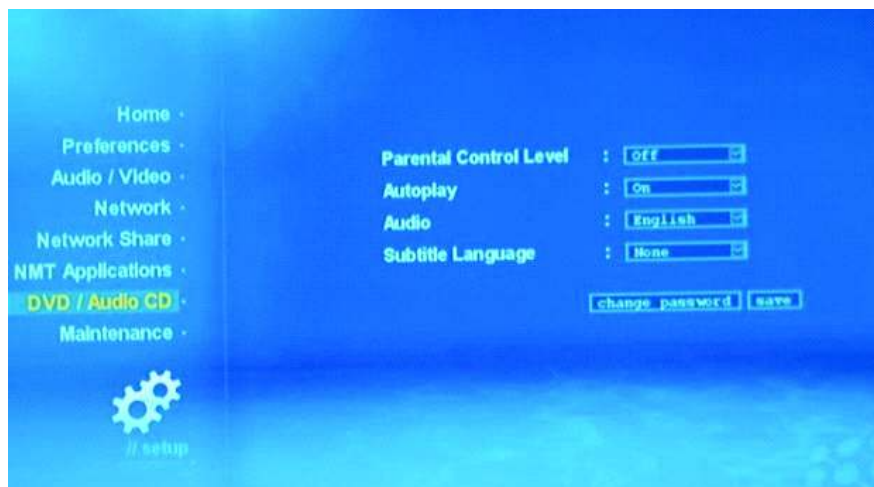 Home
Preferences
Audio / Video
Network
Network Share
NMT Applications
DVD / Audio CD
Maintenance
// setup
Parental Control Level : Off
Autoplay : On
Audio : English
Subtitle Language : None
change password save